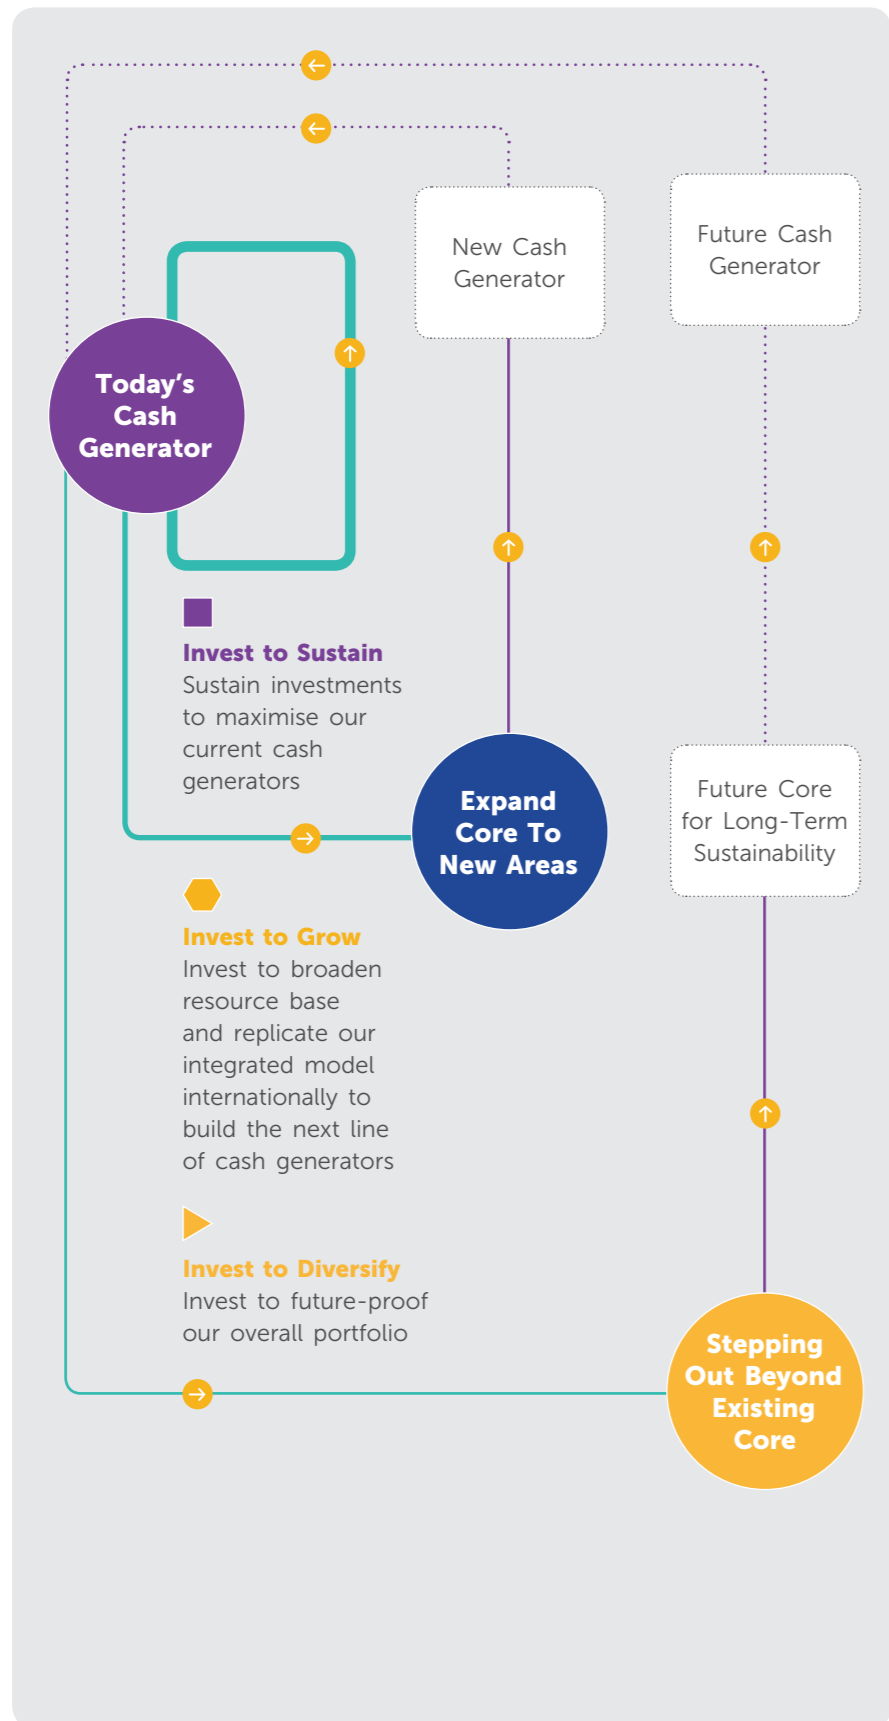 New Cash
Generator
Future Cash
Generator
Today’s
Cash
Generator
Invest to Sustain
Sustain investments
to maximise our
current cash
generators
Expand
Core To
New Areas
Future Core
for Long-Term
Sustainability
Invest to Grow
Invest to broaden
resource base
and replicate our
integrated model
internationally to
build the next line
of cash generators
Invest to Diversify
Invest to future-proof
our overall portfolio
Stepping
Out Beyond
Existing
Core